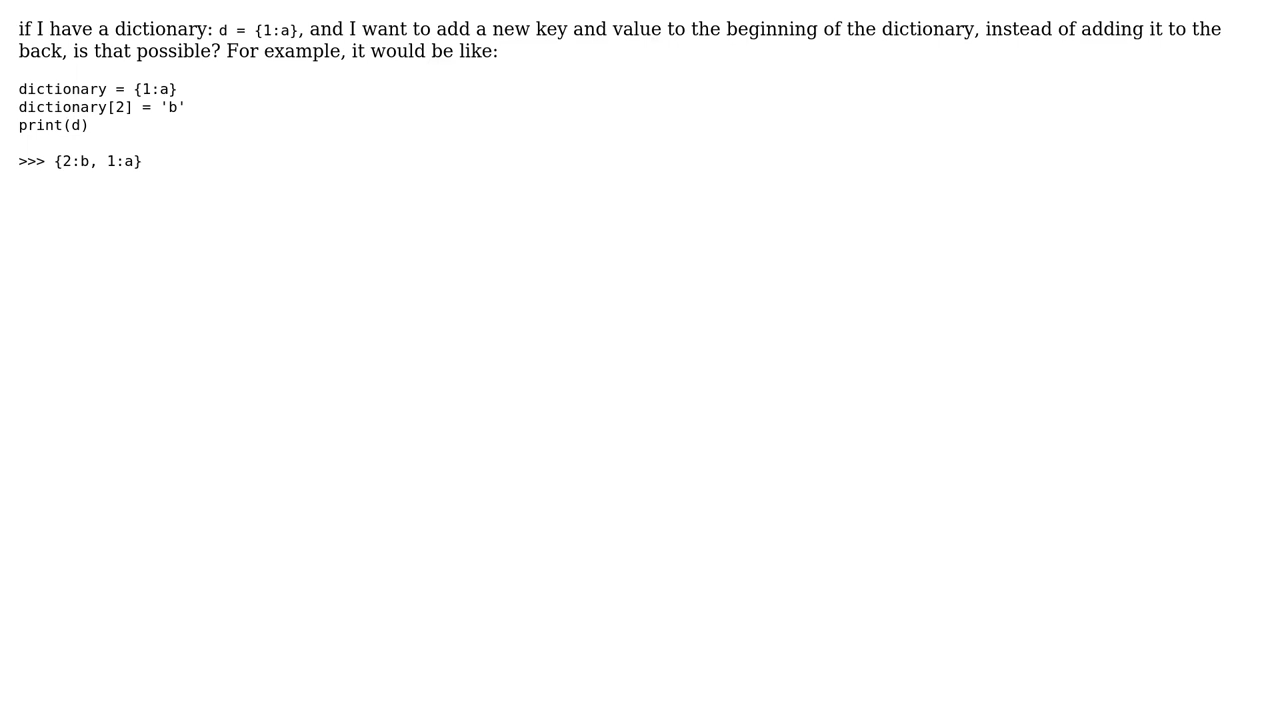 if I have a dictionary: d = {1:a}, and I want to add a new key and value to the beginning of the dictionary, instead of adding it to the
back, is that possible? For example, it would be like:
dictionary = {1:a}
dictionary[2] = 'b'
print(d)
>>> {2:b, 1:a}